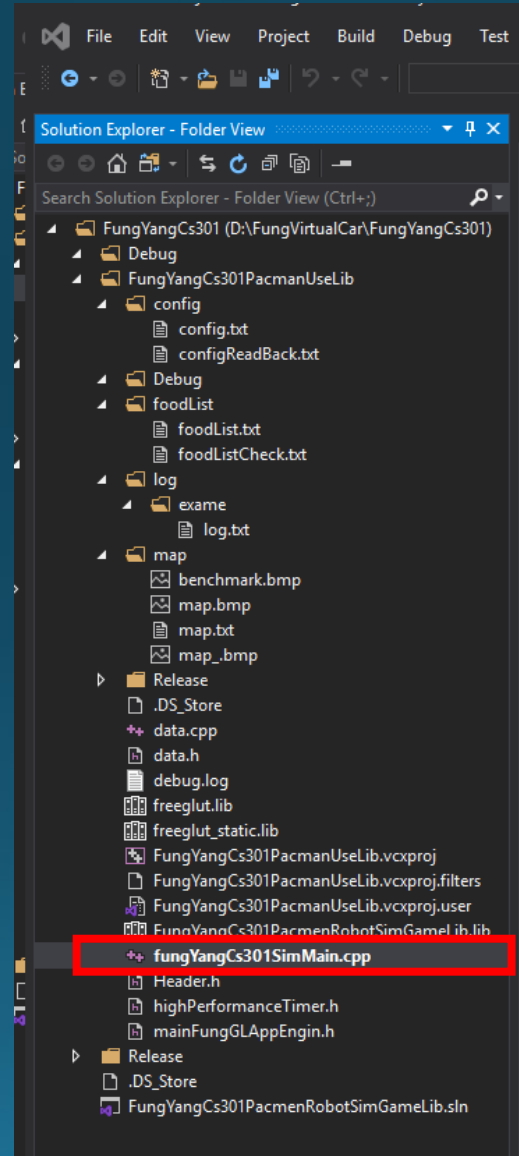 File Edit View Project Build Debug Test
Solution Explorer - Folder View
Search Solution Explorer - Folder View (Ctrl+;)
FungYangCs301 (D:\FungVirtualCar\FungYangCs301)
Debug
FungYangCs301PacmanUseLib
config
config.txt
configReadBack.txt
Debug
foodList
foodList.txt
foodListCheck.txt
log
exame
log.txt
map
benchmark.bmp
map.bmp
map.txt
map_.bmp
Release
.DS_Store
data.cpp
data.h
debug.log
freeglut.lib
freeglut_static.lib
FungYangCs301PacmanUseLib.vcxproj
FungYangCs301PacmanUseLib.vcxproj.filters
FungYangCs301PacmanUseLib.vcxproj.user
FungYangCs301PacmenRobotSimGameLib.lib
fungYangCs301SimMain.cpp
Header.h
highPerformanceTimer.h
mainFungGLAppEngin.h
Release
.DS_Store
FungYangCs301PacmenRobotSimGameLib.sln